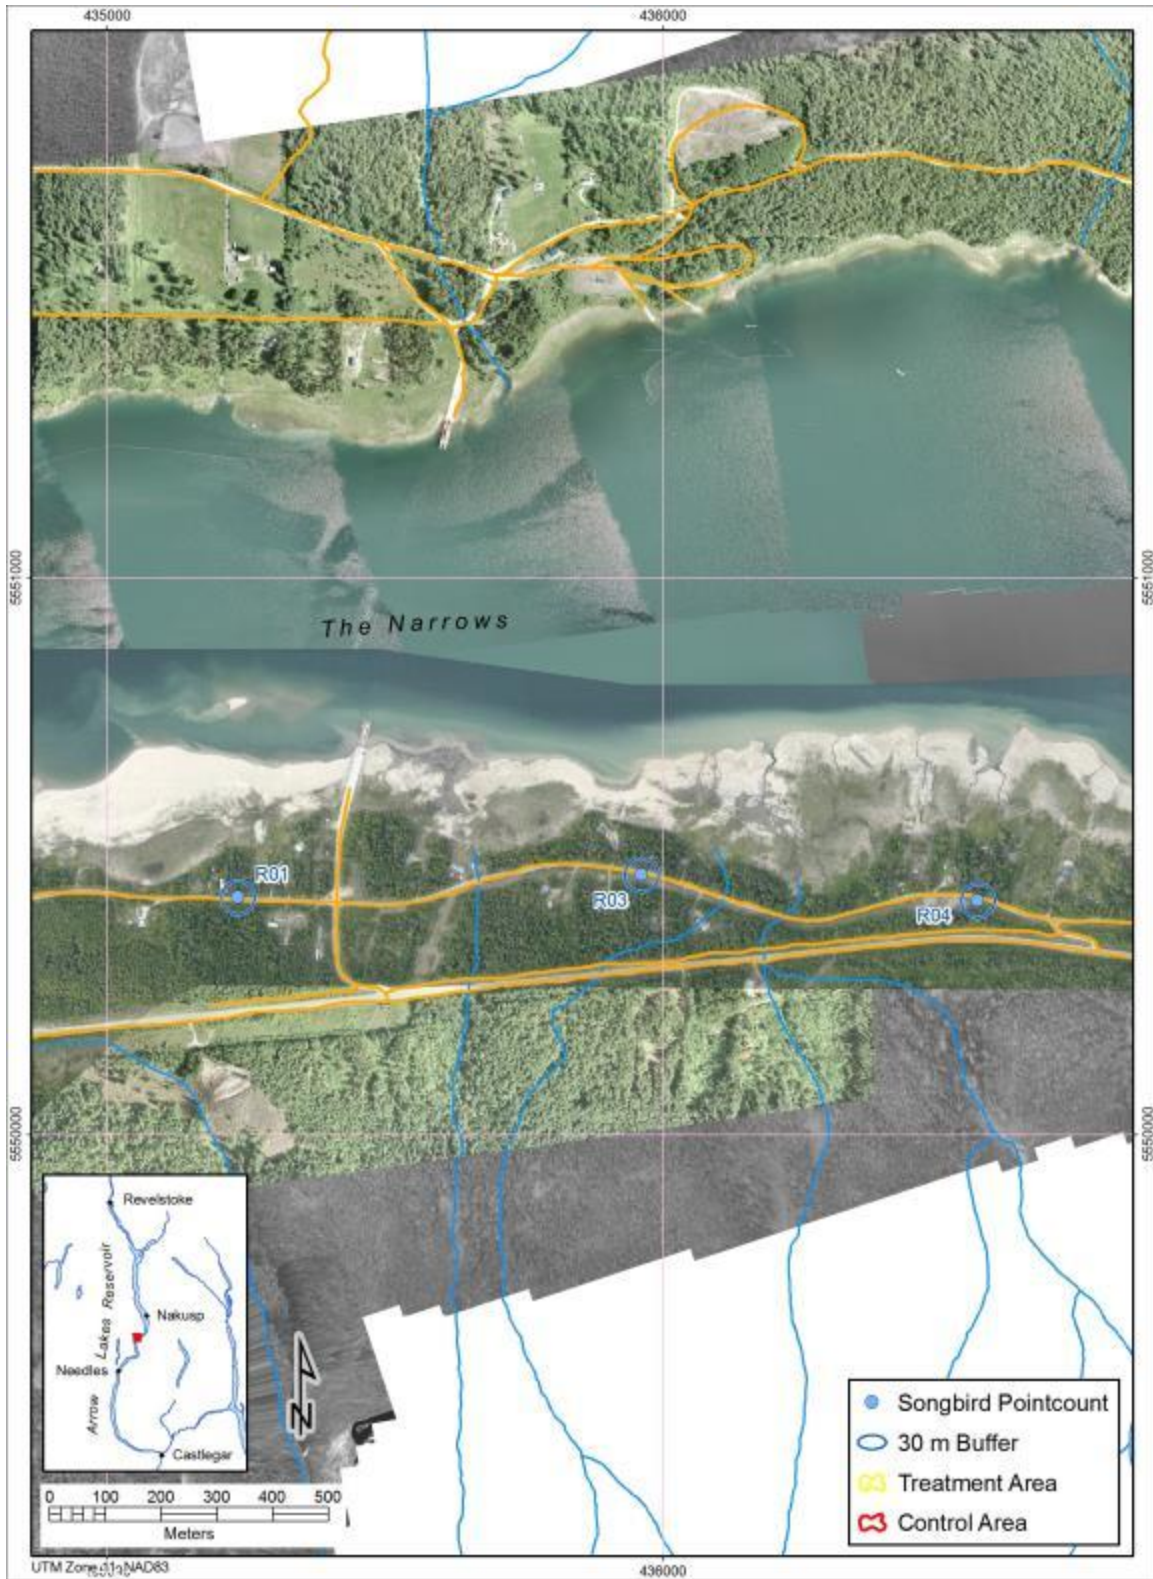 435000 436000
5551000 5551000
The Narrows
R01
R03
R04
5550000 5550000
Revelstoke
Arrow Lakes Reservoir
Nakusp
Needles
Castlegar
N
0 100 200 300 400 500
Meters
Songbird Pointcount
30 m Buffer
Treatment Area
Control Area
UTM Zone 11, NAD83
436000